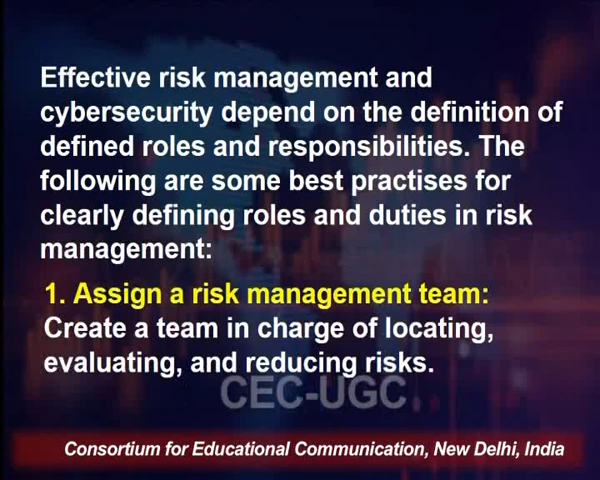 Effective risk management and
cybersecurity depend on the definition of
defined roles and responsibilities. The
following are some best practises for
clearly defining roles and duties in risk
management:
1. Assign a risk management team:
Create a team in charge of locating,
evaluating, and reducing risks.
CEC-UGC
Consortium for Educational Communication, New Delhi, India